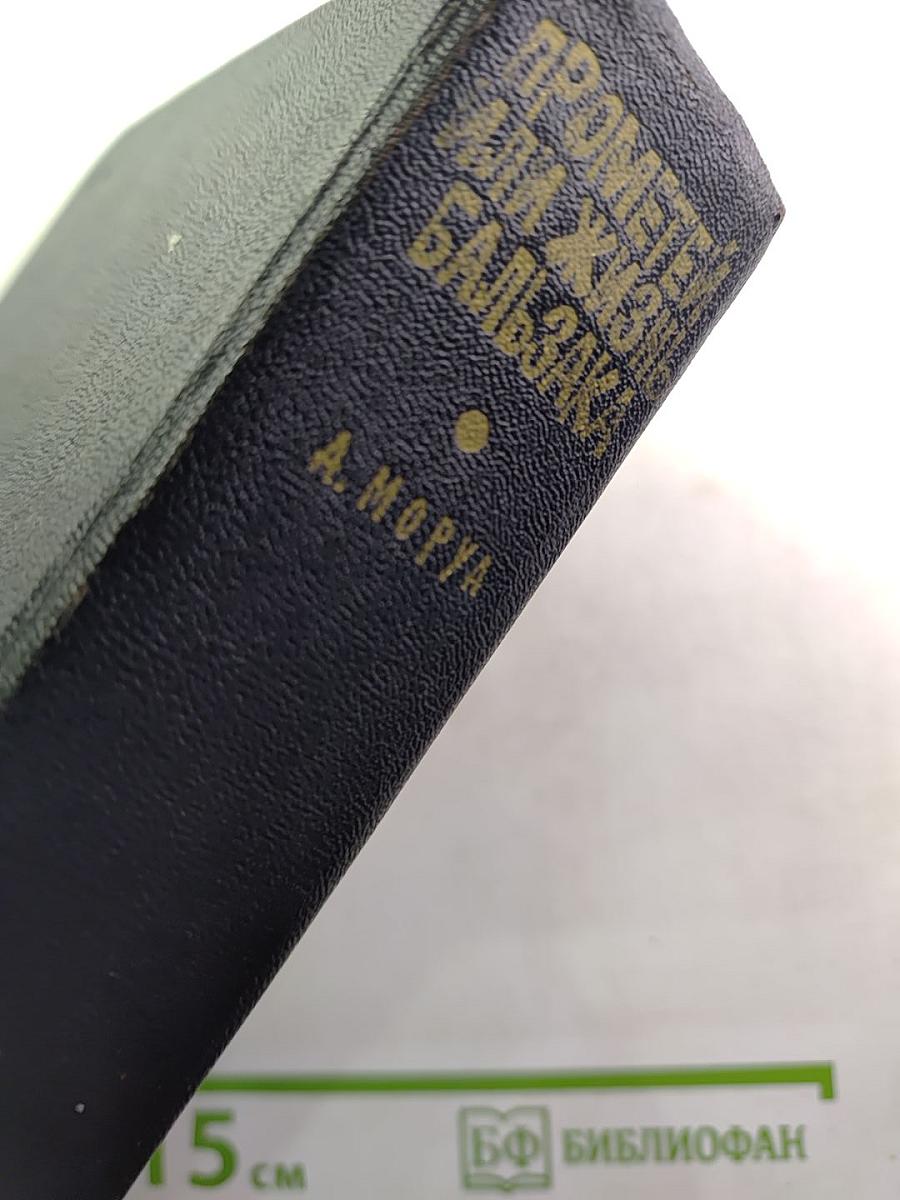 ПРОМЕТЕЙ
ИЛИ ЖИЗНЬ
БАЛЬЗАКА
А. МОРУА
15 см
БФ БИБЛИОФАН